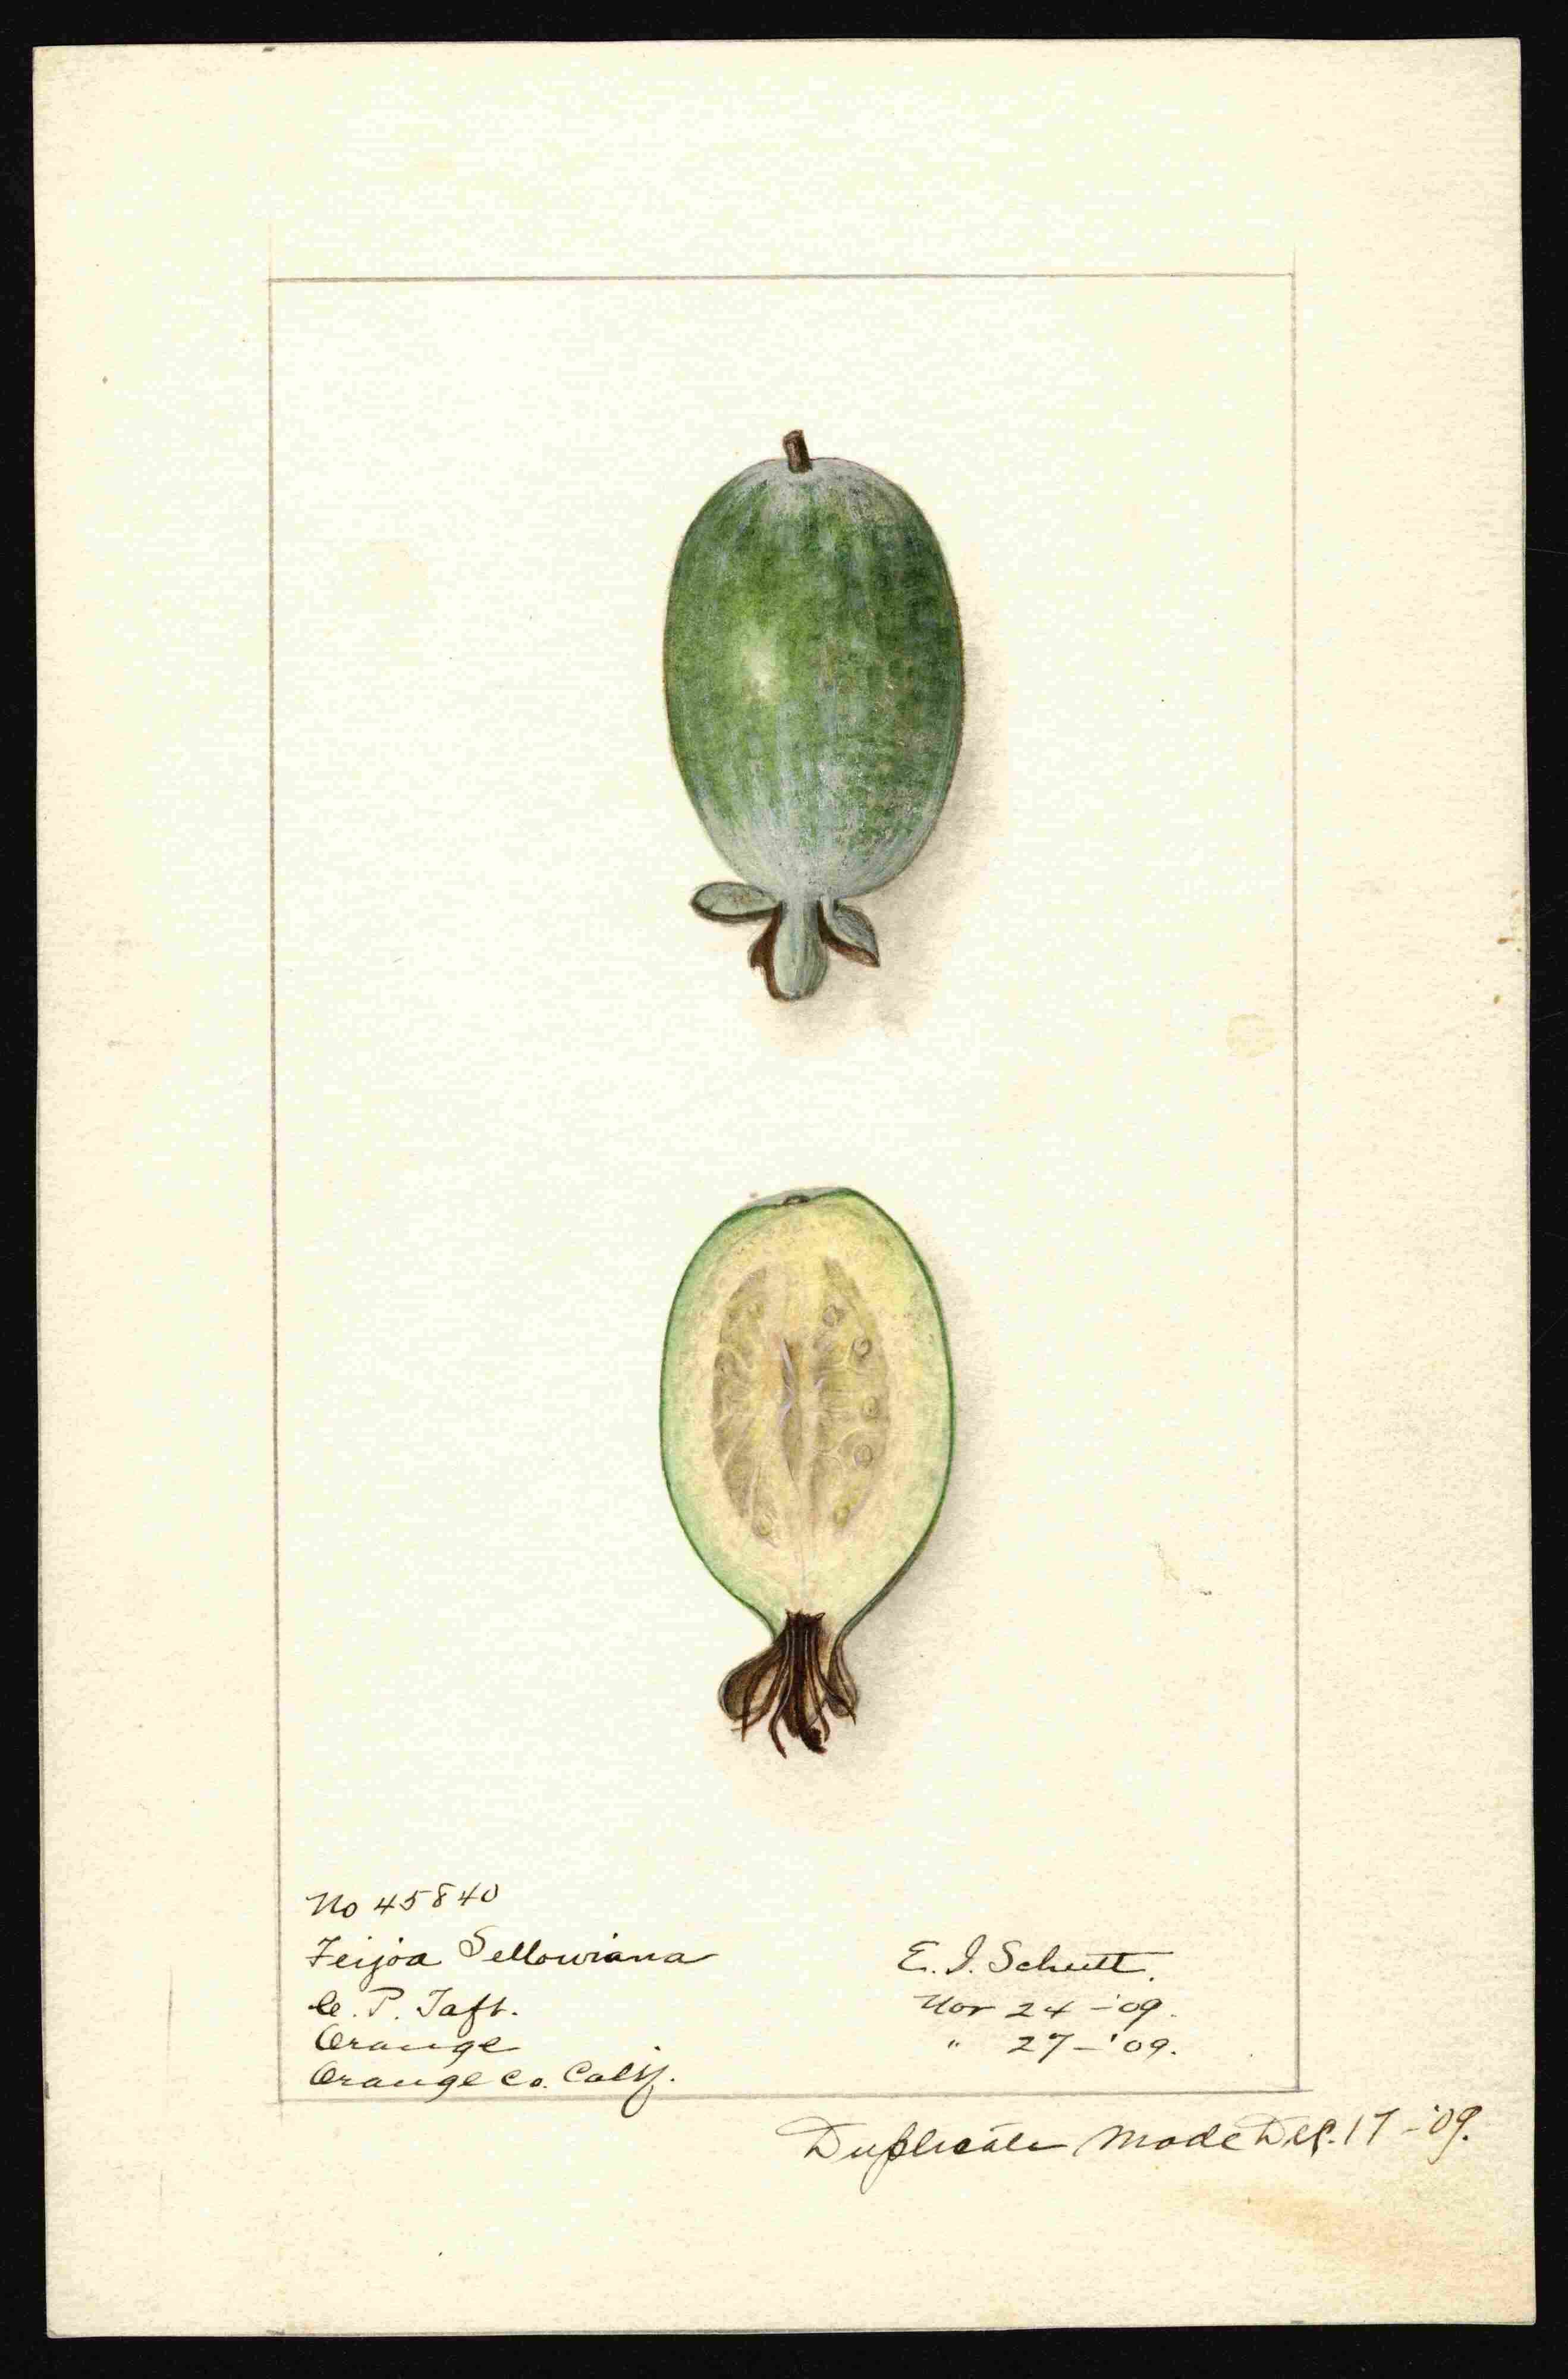 No 45840
Feijoa Sellowiana
C. P. Taft.
Orange
Orange Co. Calif.
E. I. Schutt.
Nov 24 - '09.
" 27 - '09.
Duplicate Made Dec. 17 - '09.